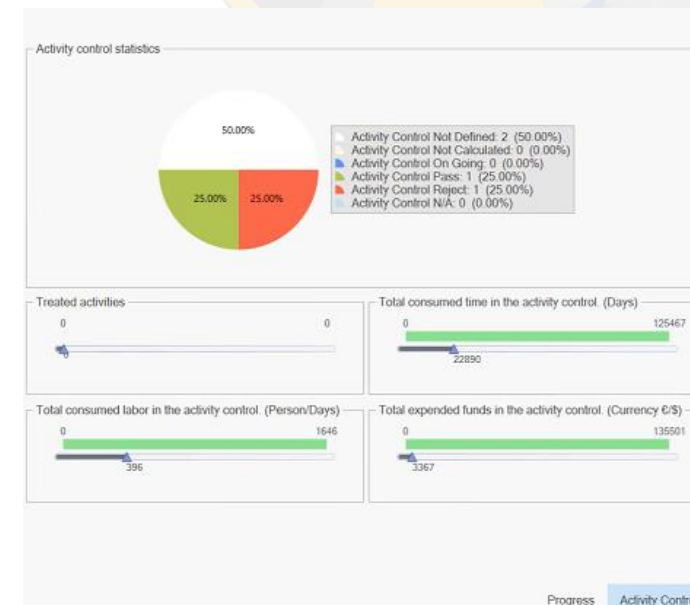 Activity control statistics
50.00%
25.00% 25.00%
Activity Control Not Defined: 2 (50.00%)
Activity Control Not Calculated: 0 (0.00%)
Activity Control On Going: 0 (0.00%)
Activity Control Pass: 1 (25.00%)
Activity Control Reject: 1 (25.00%)
Activity Control N/A: 0 (0.00%)
Treated activities
0 0
0
Total consumed time in the activity control. (Days)
0 125467
22890
Total consumed labor in the activity control. (Person/Days)
0 1646
396
Total expended funds in the activity control. (Currency €/$)
0 135501
3367
Progress Activity Contr